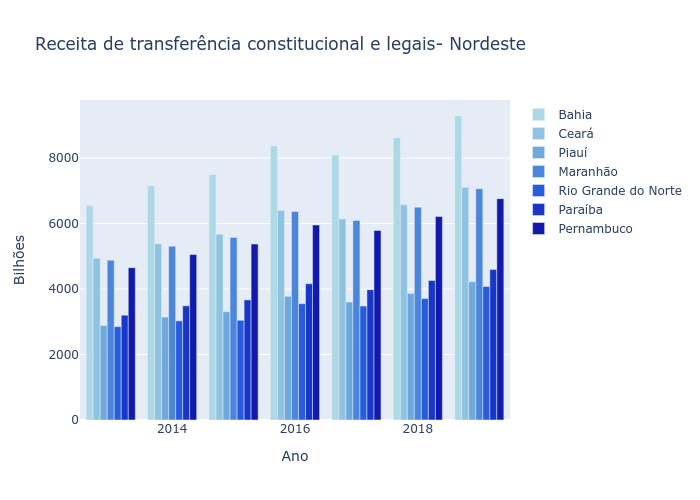 Receita de transferência constitucional e legais- Nordeste
Bilhões
8000
6000
4000
2000
0
2014
2016
2018
Ano
Bahia
Ceará
Piauí
Maranhão
Rio Grande do Norte
Paraíba
Pernambuco